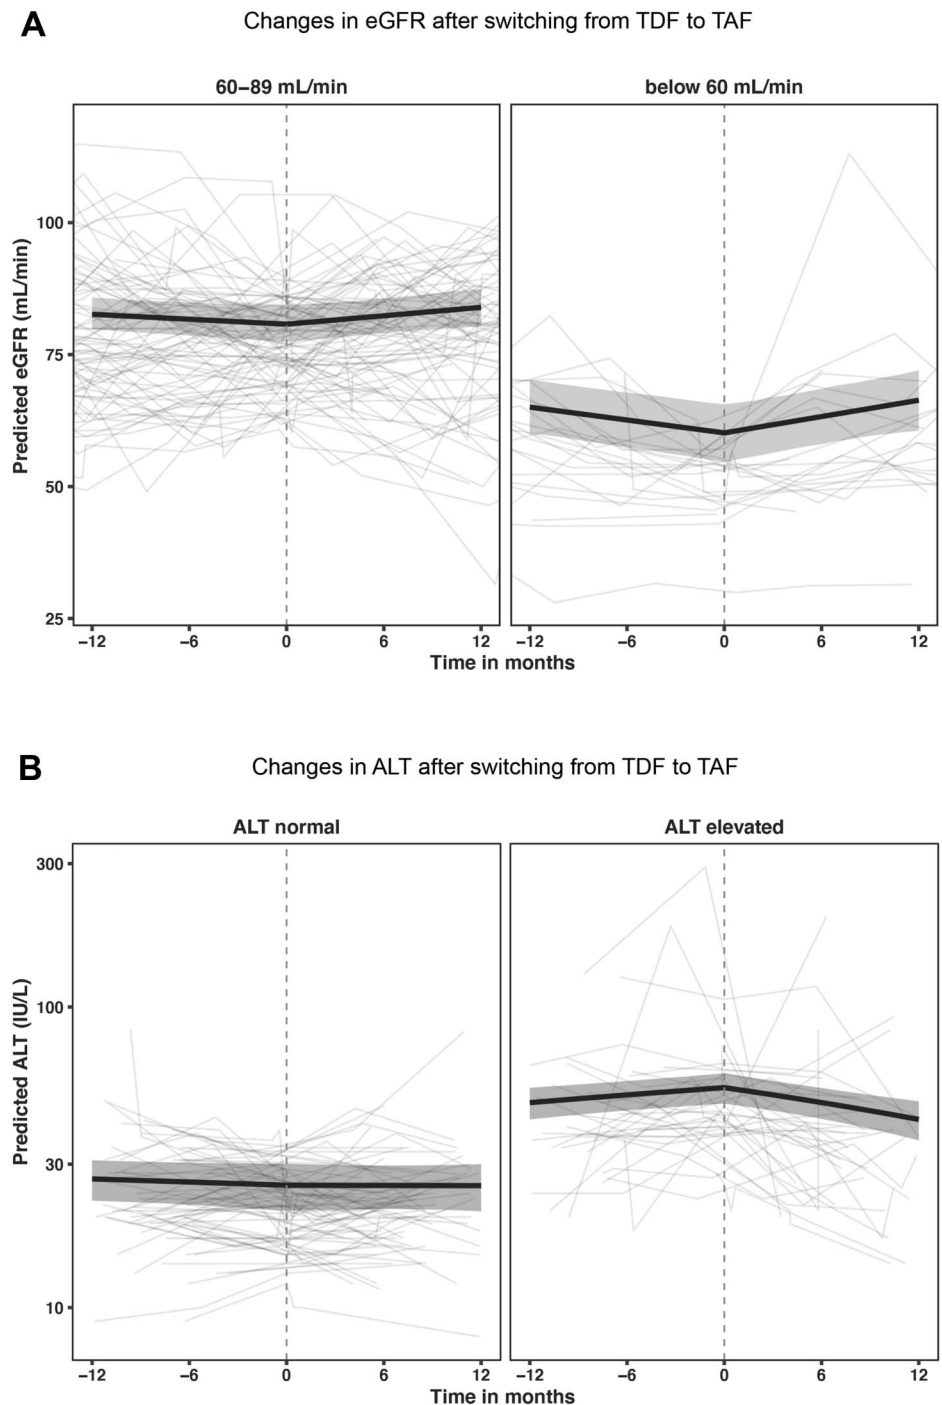 A
Changes in eGFR after switching from TDF to TAF
60–89 mL/min
below 60 mL/min
Predicted eGFR (mL/min)
100
75
50
25
−12 −6 0 6 12
−12 −6 0 6 12
Time in months
B
Changes in ALT after switching from TDF to TAF
ALT normal
ALT elevated
Predicted ALT (IU/L)
300
100
30
10
−12 −6 0 6 12
−12 −6 0 6 12
Time in months